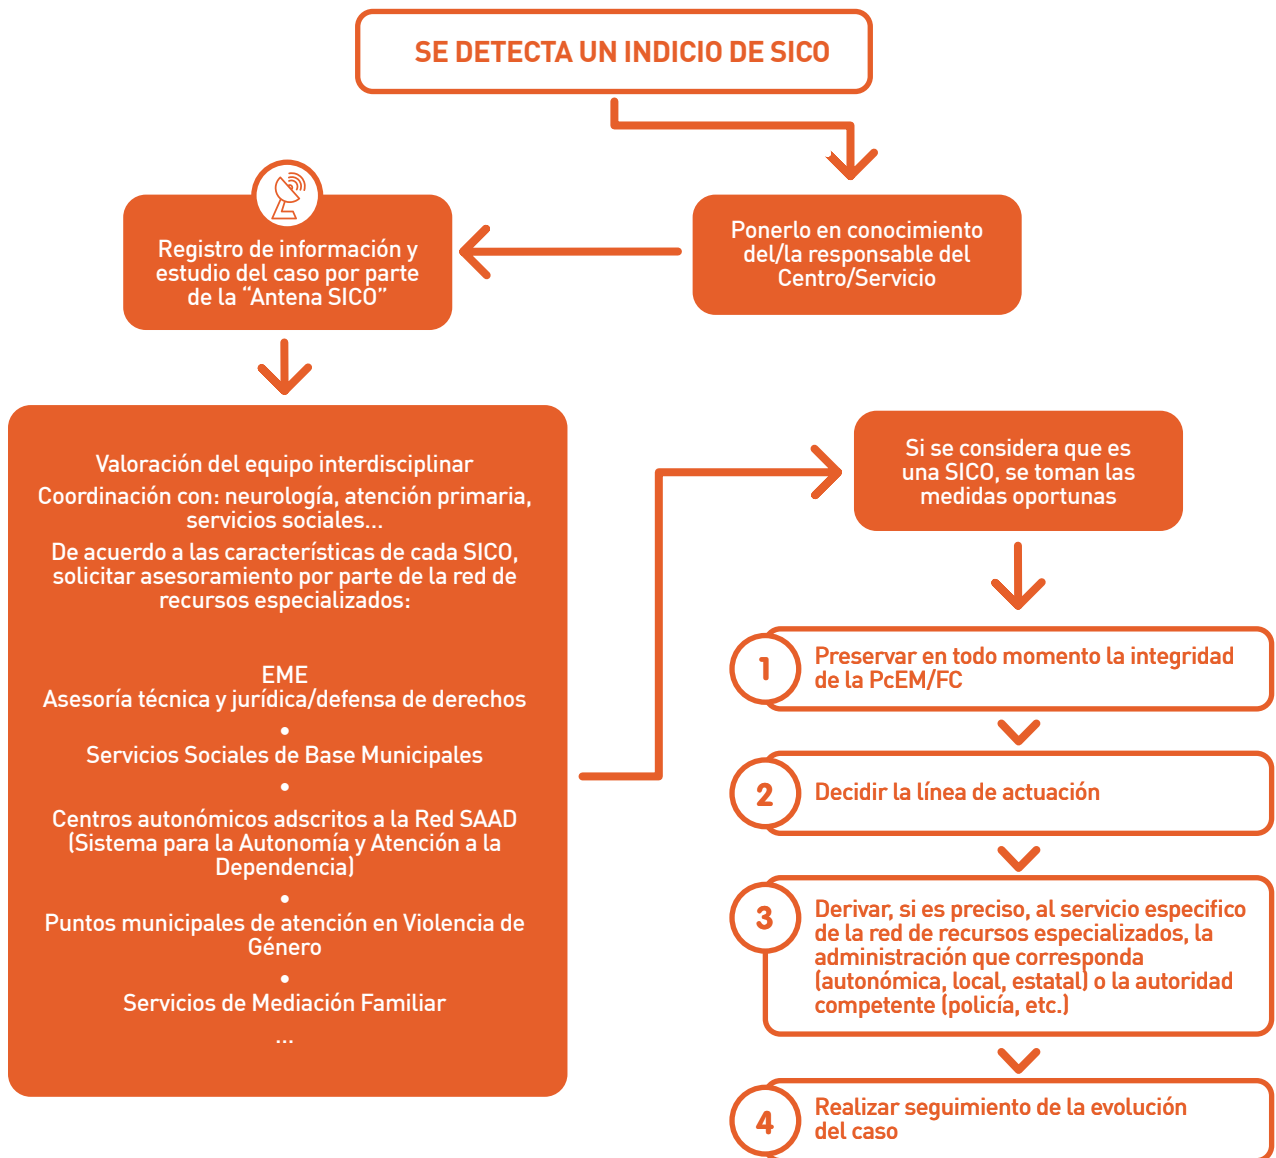 SE DETECTA UN INDICIO DE SICO
Ponerlo en conocimiento
del/la responsable del
Centro/Servicio
Registro de información y
estudio del caso por parte
de la “Antena SICO”
Valoración del equipo interdisciplinar
Coordinación con: neurología, atención primaria,
servicios sociales...
De acuerdo a las características de cada SICO,
solicitar asesoramiento por parte de la red de
recursos especializados:
EME
Asesoría técnica y jurídica/defensa de derechos
•
Servicios Sociales de Base Municipales
•
Centros autonómicos adscritos a la Red SAAD
(Sistema para la Autonomía y Atención a la
Dependencia)
•
Puntos municipales de atención en Violencia de
Género
•
Servicios de Mediación Familiar
...
Si se considera que es
una SICO, se toman las
medidas oportunas
1
Preservar en todo momento la integridad
de la PcEM/FC
2
Decidir la línea de actuación
3
Derivar, si es preciso, al servicio especifico
de la red de recursos especializados, la
administración que corresponda
(autonómica, local, estatal) o la autoridad
competente (policía, etc.)
4
Realizar seguimiento de la evolución
del caso